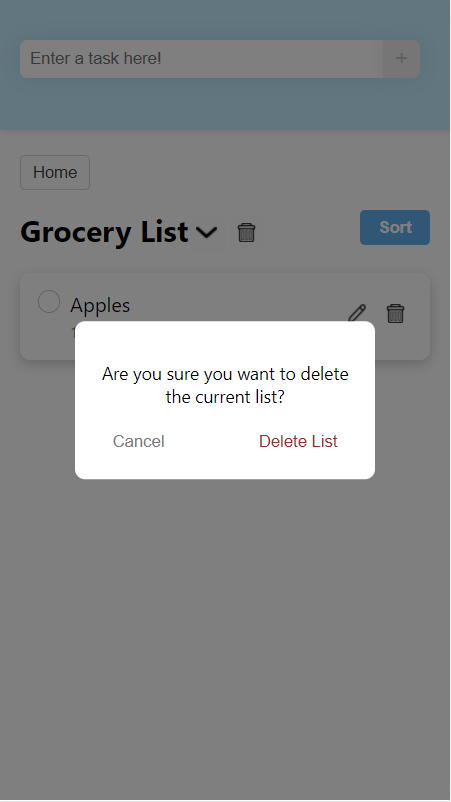 Enter a task here!
+
Home
Grocery List
Sort
Apples
Are you sure you want to delete
the current list?
Cancel
Delete List